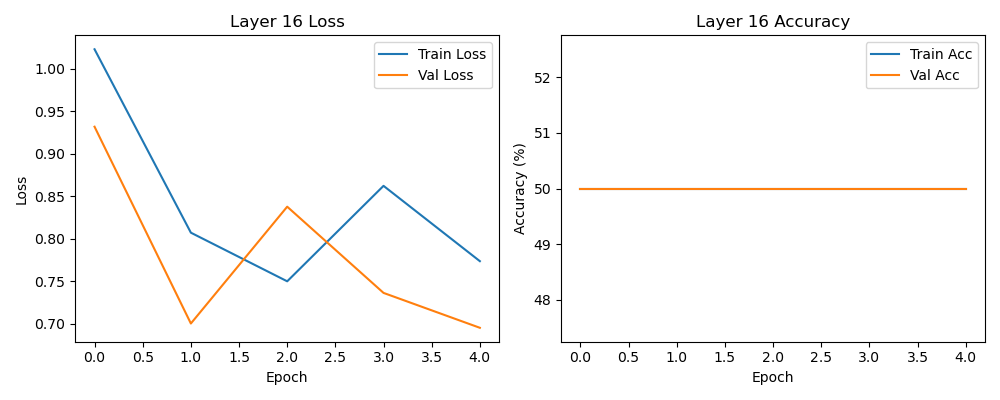 Layer 16 Loss
Train Loss
Val Loss
1.00
0.95
0.90
0.85
0.80
0.75
0.70
Loss
0.0 0.5 1.0 1.5 2.0 2.5 3.0 3.5 4.0
Epoch
Layer 16 Accuracy
Train Acc
Val Acc
52
51
50
49
48
Accuracy (%)
0.0 0.5 1.0 1.5 2.0 2.5 3.0 3.5 4.0
Epoch